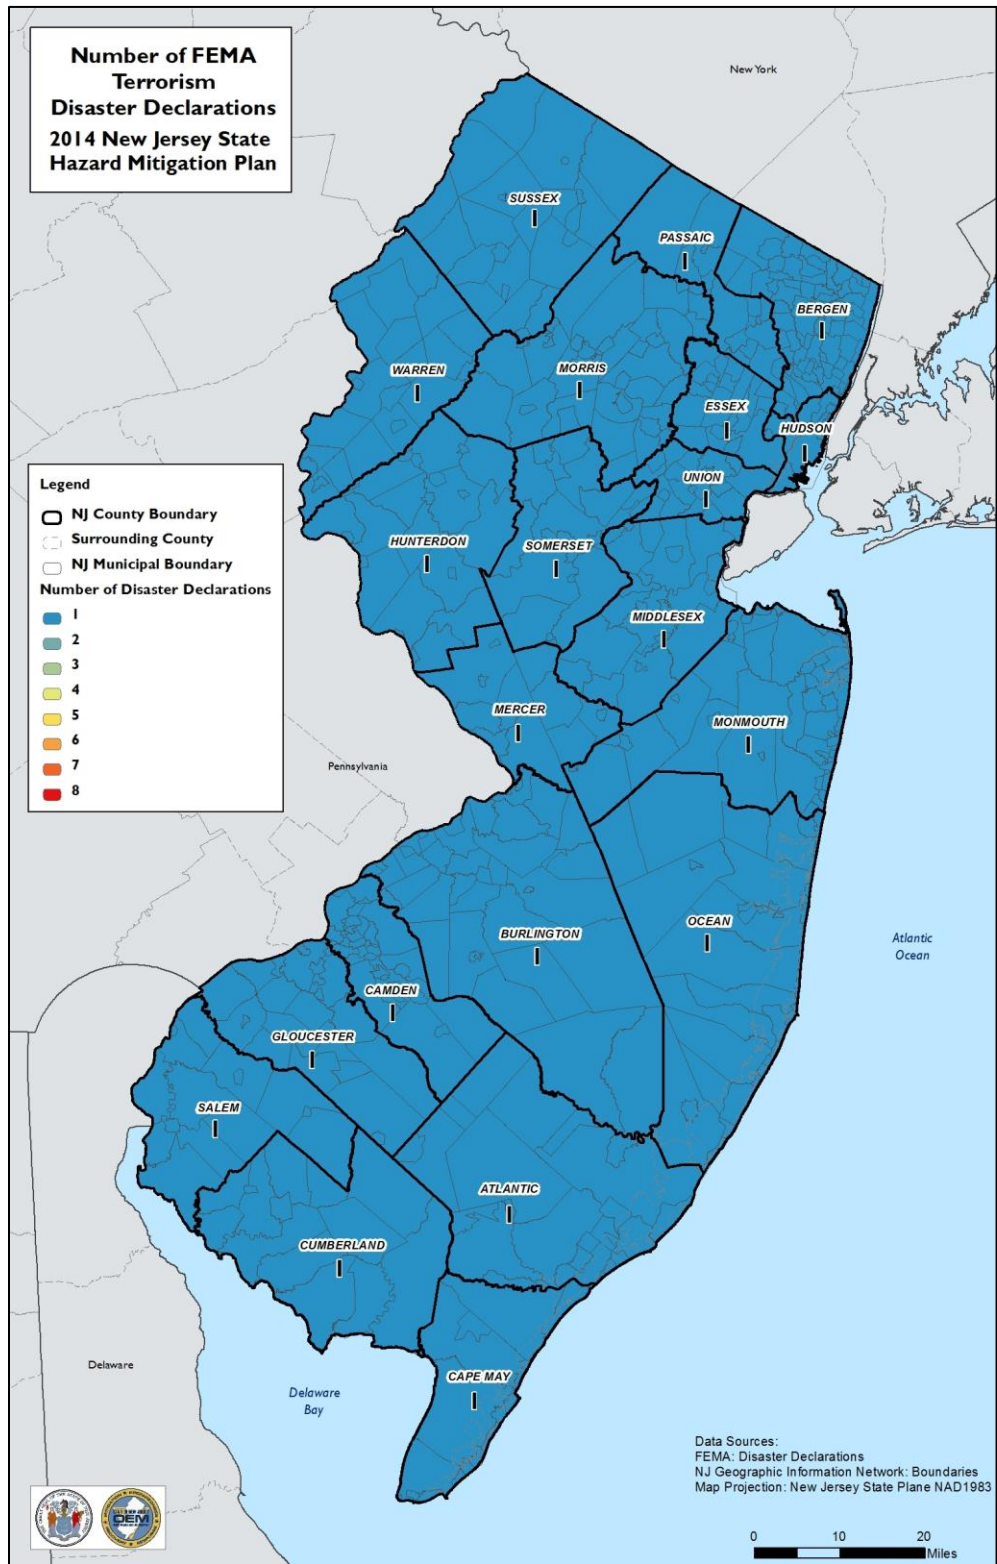 Number of FEMA
Terrorism
Disaster Declarations
2014 New Jersey State
Hazard Mitigation Plan
New York
SUSSEX
1
PASSAIC
1
BERGEN
1
WARREN
1
MORRIS
1
ESSEX
1
HUDSON
1
UNION
1
Legend
NJ County Boundary
Surrounding County
NJ Municipal Boundary
Number of Disaster Declarations
1
2
3
4
5
6
7
8
HUNTERDON
1
SOMERSET
1
MIDDLESEX
1
MERCER
1
MONMOUTH
1
Pennsylvania
BURLINGTON
1
OCEAN
1
Atlantic
Ocean
CAMDEN
1
GLOUCESTER
1
SALEM
1
ATLANTIC
1
CUMBERLAND
1
CAPE MAY
1
Delaware
Delaware
Bay
Data Sources:
FEMA: Disaster Declarations
NJ Geographic Information Network: Boundaries
Map Projection: New Jersey State Plane NAD1983
OEM
0 10 20
Miles